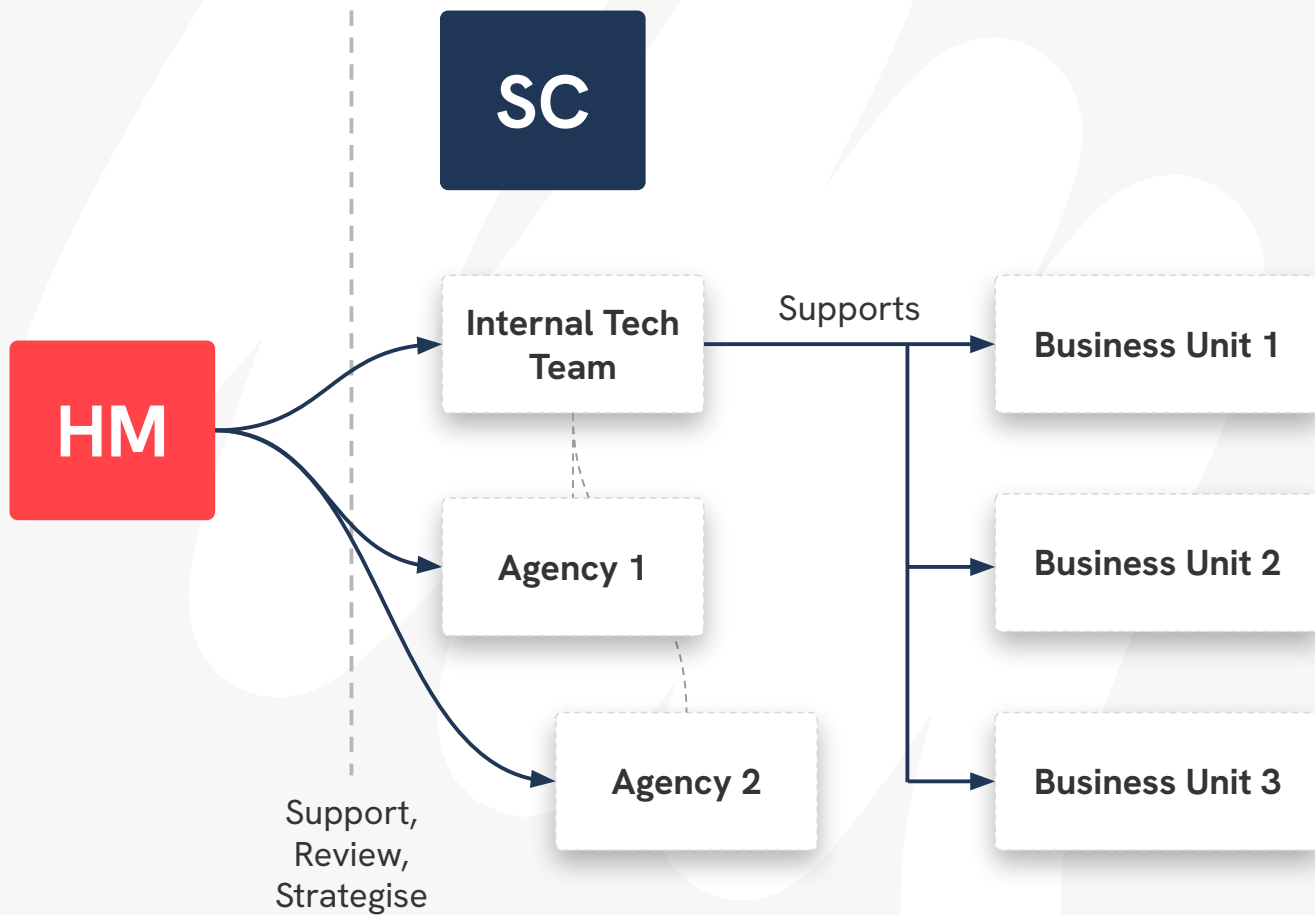 SC
Internal Tech
Team
Supports
Business Unit 1
HM
Agency 1
Business Unit 2
Agency 2
Business Unit 3
Support,
Review,
Strategise